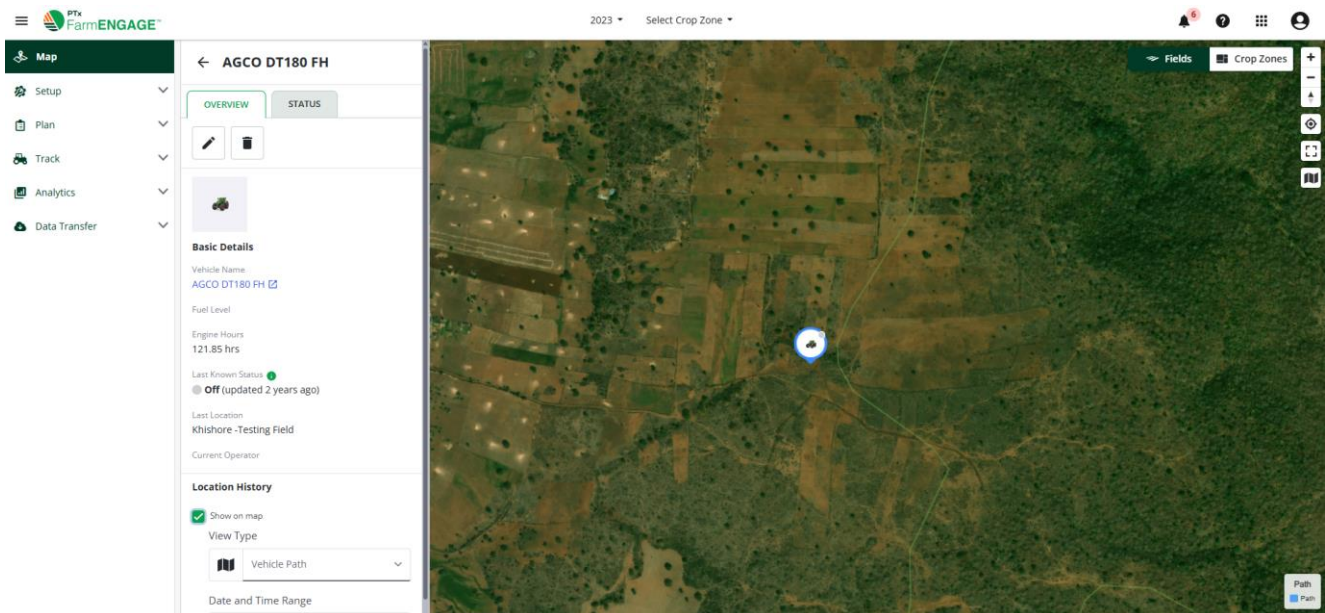 PTx
FarmENGAGE
2023
Select Crop Zone
6
Map
Setup
Plan
Track
Analytics
Data Transfer
AGCO DT180 FH
OVERVIEW
STATUS
Basic Details
Vehicle Name
AGCO DT180 FH
Fuel Level
Engine Hours
121.85 hrs
Last Known Status
Off (updated 2 years ago)
Last Location
Khishore -Testing Field
Current Operator
Location History
Show on map
View Type
Vehicle Path
Date and Time Range
Fields
Crop Zones
Path
Path